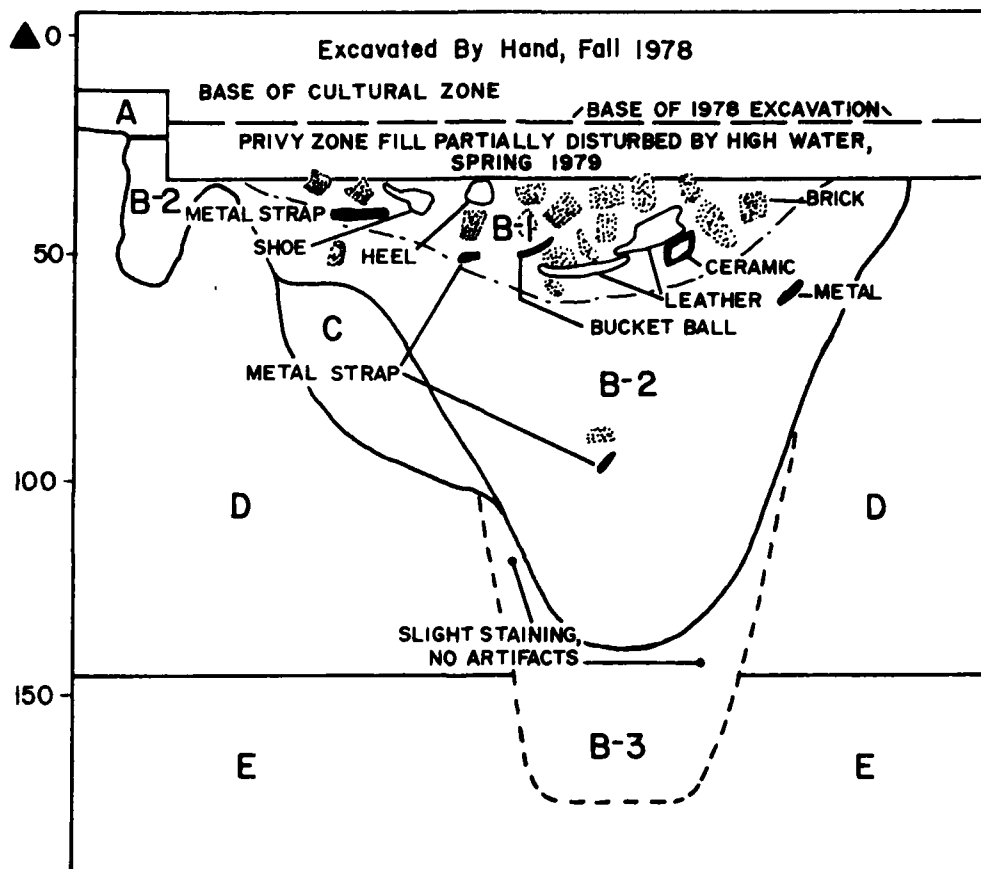 0
Excavated By Hand, Fall 1978
BASE OF CULTURAL ZONE
BASE OF 1978 EXCAVATION
A
PRIVY ZONE FILL PARTIALLY DISTURBED BY HIGH WATER,
SPRING 1979
B-2
METAL STRAP
B-1
BRICK
SHOE
HEEL
50
CERAMIC
LEATHER
METAL
BUCKET BALL
C
METAL STRAP
B-2
100
D
D
SLIGHT STAINING,
NO ARTIFACTS
150
B-3
E
E